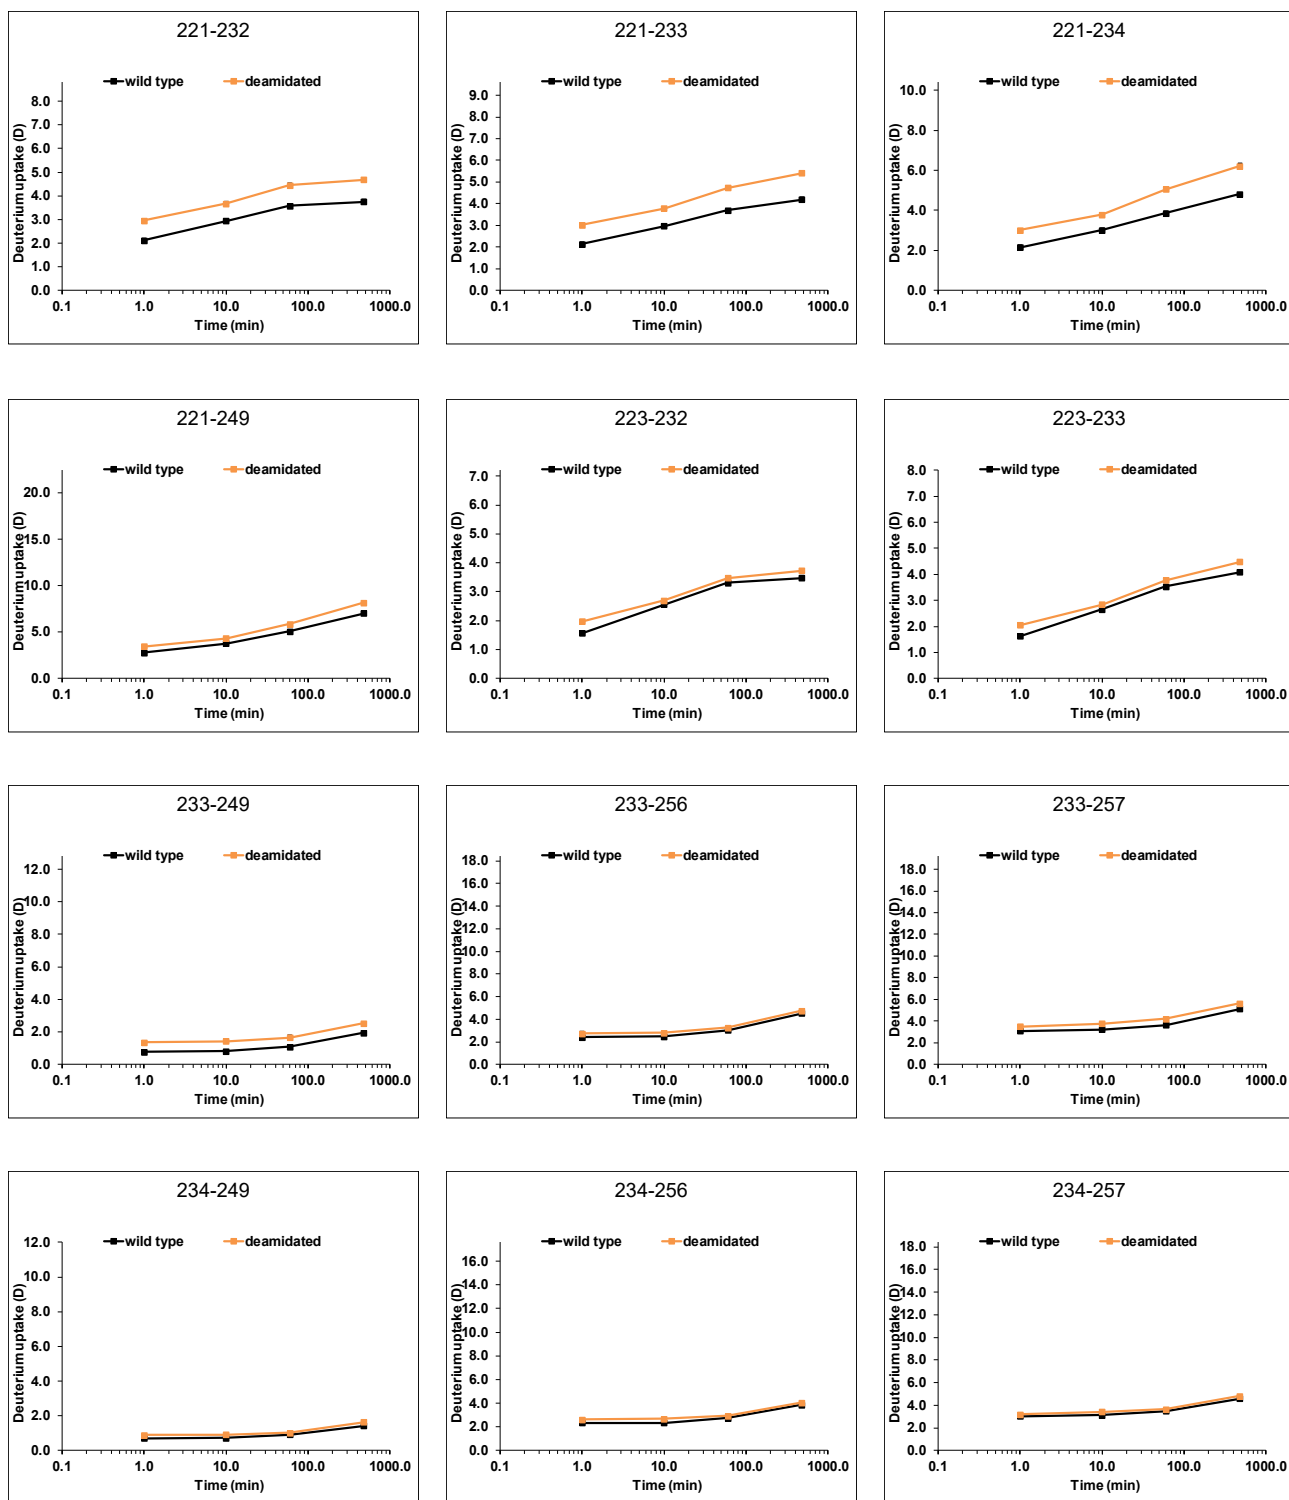 221-232
wild type deamidated
Deuterium uptake (D)
8.0
7.0
6.0
5.0
4.0
3.0
2.0
1.0
0.0
0.1 1.0 10.0 100.0 1000.0
Time (min)
221-233
wild type deamidated
Deuterium uptake (D)
9.0
8.0
7.0
6.0
5.0
4.0
3.0
2.0
1.0
0.0
0.1 1.0 10.0 100.0 1000.0
Time (min)
221-234
wild type deamidated
Deuterium uptake (D)
10.0
8.0
6.0
4.0
2.0
0.0
0.1 1.0 10.0 100.0 1000.0
Time (min)
221-249
wild type deamidated
Deuterium uptake (D)
20.0
15.0
10.0
5.0
0.0
0.1 1.0 10.0 100.0 1000.0
Time (min)
223-232
wild type deamidated
Deuterium uptake (D)
7.0
6.0
5.0
4.0
3.0
2.0
1.0
0.0
0.1 1.0 10.0 100.0 1000.0
Time (min)
223-233
wild type deamidated
Deuterium uptake (D)
8.0
7.0
6.0
5.0
4.0
3.0
2.0
1.0
0.0
0.1 1.0 10.0 100.0 1000.0
Time (min)
233-249
wild type deamidated
Deuterium uptake (D)
12.0
10.0
8.0
6.0
4.0
2.0
0.0
0.1 1.0 10.0 100.0 1000.0
Time (min)
233-256
wild type deamidated
Deuterium uptake (D)
18.0
16.0
14.0
12.0
10.0
8.0
6.0
4.0
2.0
0.0
0.1 1.0 10.0 100.0 1000.0
Time (min)
233-257
wild type deamidated
Deuterium uptake (D)
18.0
16.0
14.0
12.0
10.0
8.0
6.0
4.0
2.0
0.0
0.1 1.0 10.0 100.0 1000.0
Time (min)
234-249
wild type deamidated
Deuterium uptake (D)
12.0
10.0
8.0
6.0
4.0
2.0
0.0
0.1 1.0 10.0 100.0 1000.0
Time (min)
234-256
wild type deamidated
Deuterium uptake (D)
16.0
14.0
12.0
10.0
8.0
6.0
4.0
2.0
0.0
0.1 1.0 10.0 100.0 1000.0
Time (min)
234-257
wild type deamidated
Deuterium uptake (D)
18.0
16.0
14.0
12.0
10.0
8.0
6.0
4.0
2.0
0.0
0.1 1.0 10.0 100.0 1000.0
Time (min)